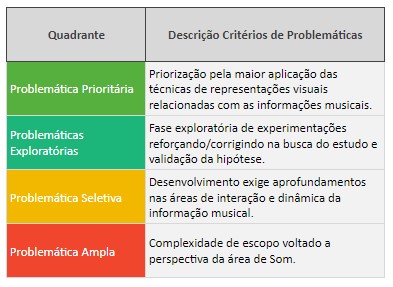 Quadrante
Descrição Critérios de Problemáticas
Problemática Prioritária
Priorização pela maior aplicação das
técnicas de representações visuais
relacionadas com as informações musicais.
Problemáticas
Exploratórias
Fase exploratória de experimentações
reforçando/corrigindo na busca do estudo e
validação da hipótese.
Problemática Seletiva
Desenvolvimento exige aprofundamentos
nas áreas de interação e dinâmica da
informação musical.
Problemática Ampla
Complexidade de escopo voltado a
perspectiva da área de Som.